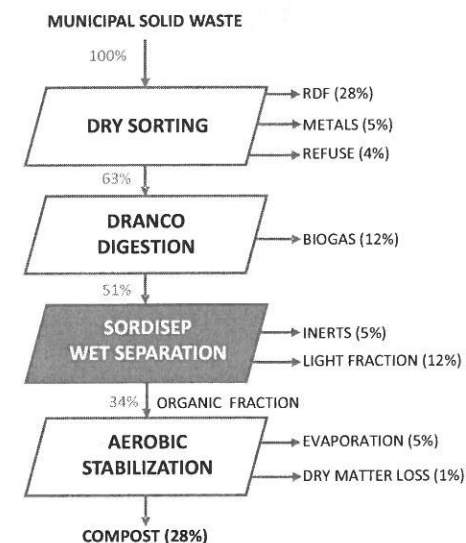 MUNICIPAL SOLID WASTE
100%
RDF (28%)
DRY SORTING
METALS (5%)
REFUSE (4%)
63%
DRANCO
DIGESTION
BIOGAS (12%)
51%
SORDISEP
WET SEPARATION
INERTS (5%)
LIGHT FRACTION (12%)
34% ORGANIC FRACTION
AEROBIC
STABILIZATION
EVAPORATION (5%)
DRY MATTER LOSS (1%)
COMPOST (28%)